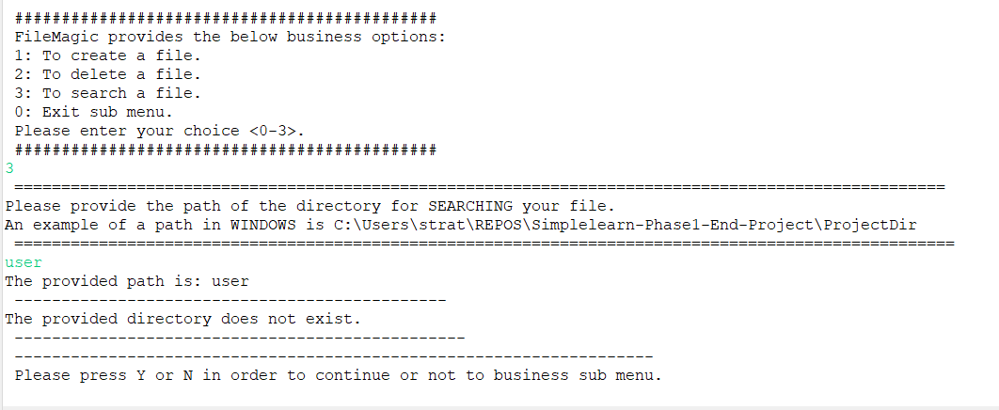 #############################################
FileMagic provides the below business options:
1: To create a file.
2: To delete a file.
3: To search a file.
0: Exit sub menu.
Please enter your choice <0-3>.
#############################################
3
===================================================================================================
Please provide the path of the directory for SEARCHING your file.
An example of a path in WINDOWS is C:\Users\strat\REPOS\Simplelearn-Phase1-End-Project\ProjectDir
====================================================================================================
user
The provided path is: user
----------------------------------------------
The provided directory does not exist.
------------------------------------------------
--------------------------------------------------------------------
Please press Y or N in order to continue or not to business sub menu.